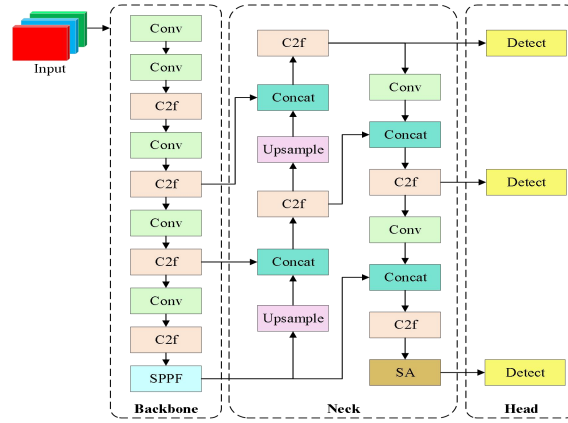 Input
Conv
Conv
C2f
Conv
C2f
Conv
C2f
Conv
C2f
SPPF
Backbone
C2f
Concat
Upsample
C2f
Concat
Upsample
Conv
Concat
C2f
Conv
Concat
C2f
SA
Neck
Detect
Detect
Detect
Head